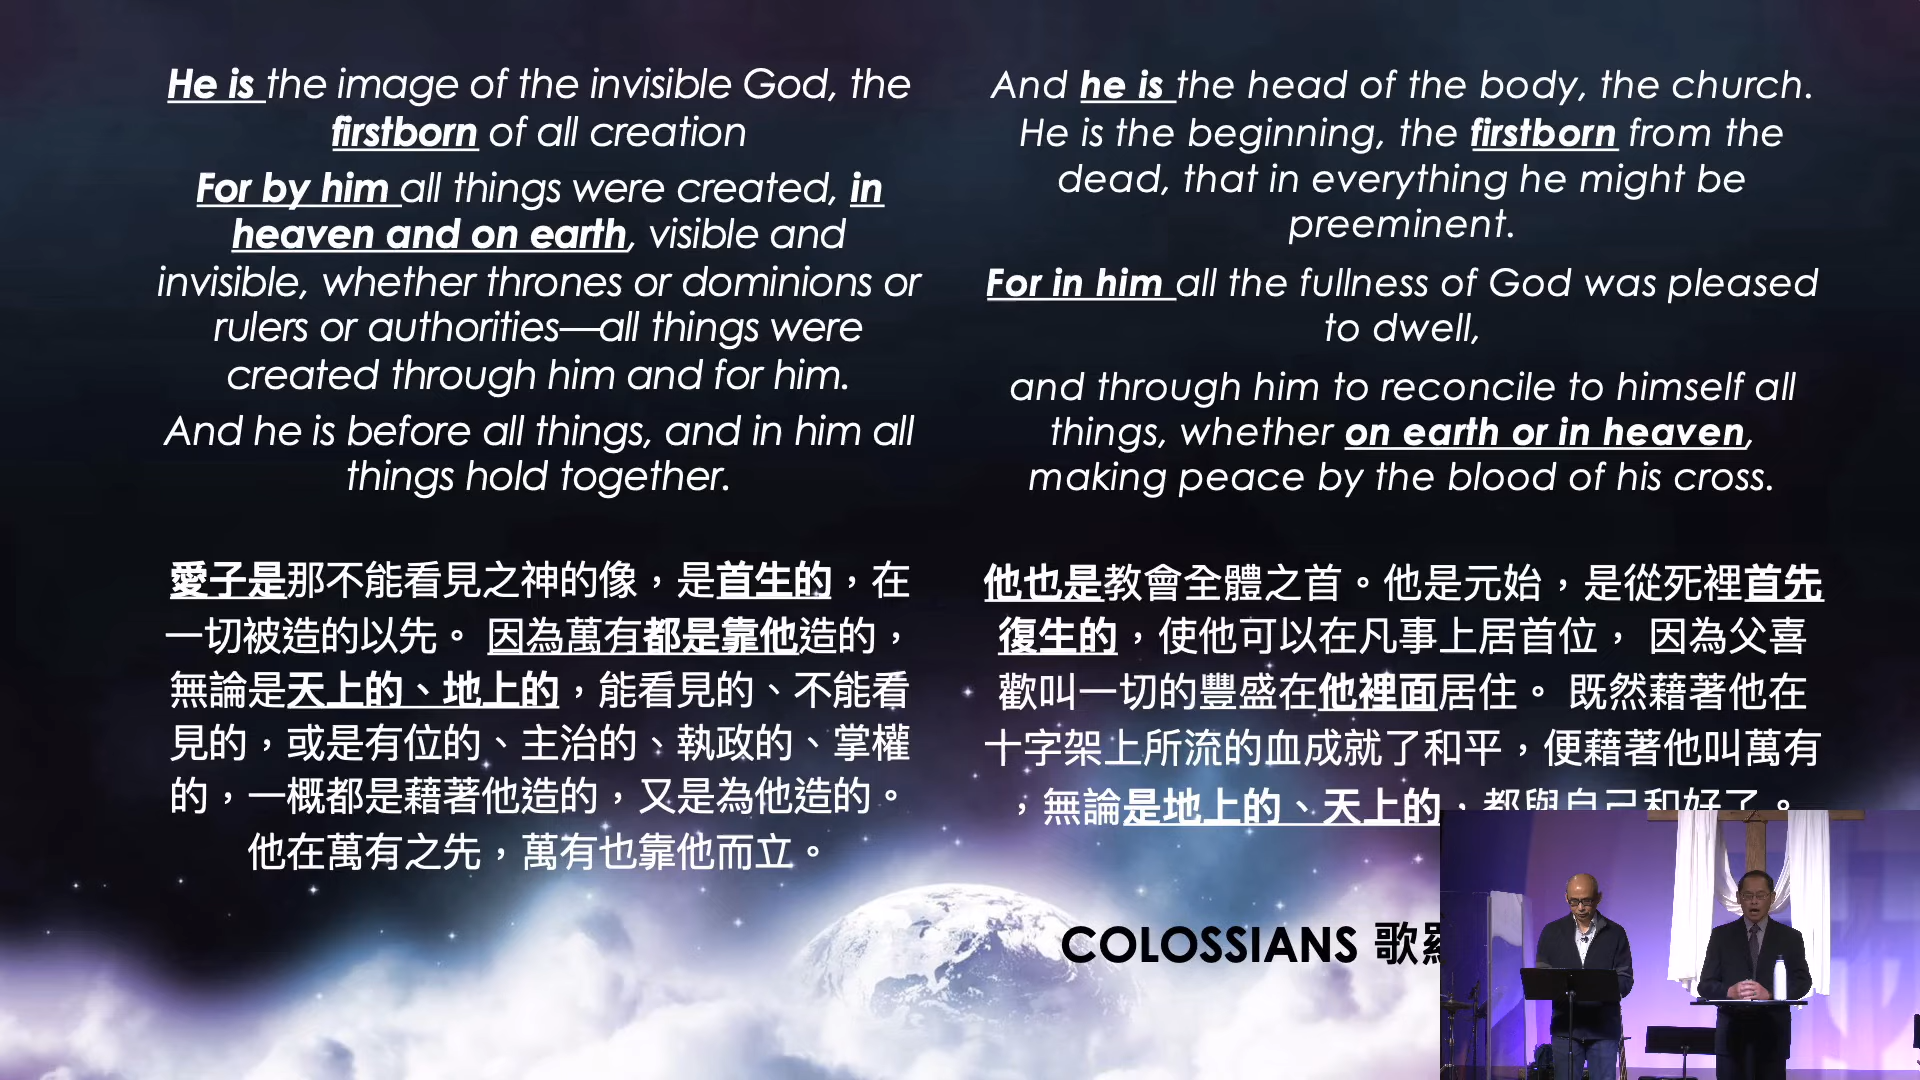 He is the image of the invisible God, the
firstborn of all creation
For by him all things were created, in
heaven and on earth, visible and
invisible, whether thrones or dominions or
rulers or authorities—all things were
created through him and for him.
And he is before all things, and in him all
things hold together.
And he is the head of the body, the church.
He is the beginning, the firstborn from the
dead, that in everything he might be
preeminent.
For in him all the fullness of God was pleased
to dwell,
and through him to reconcile to himself all
things, whether on earth or in heaven,
making peace by the blood of his cross.
愛子是那不能看見之神的像，是首生的，在
一切被造的以先。 因為萬有都是靠他造的，
無論是天上的、地上的，能看見的、不能看
見的，或是有位的、主治的、執政的、掌權
的，一概都是藉著他造的，又是為他造的。
他在萬有之先，萬有也靠他而立。
他也是教會全體之首。他是元始，是從死裡首先
復生的，使他可以在凡事上居首位， 因為父喜
歡叫一切的豐盛在他裡面居住。 既然藉著他在
十字架上所流的血成就了和平，便藉著他叫萬有
，無論是地上的、天上的，都與自己和好了。
COLOSSIANS 歌